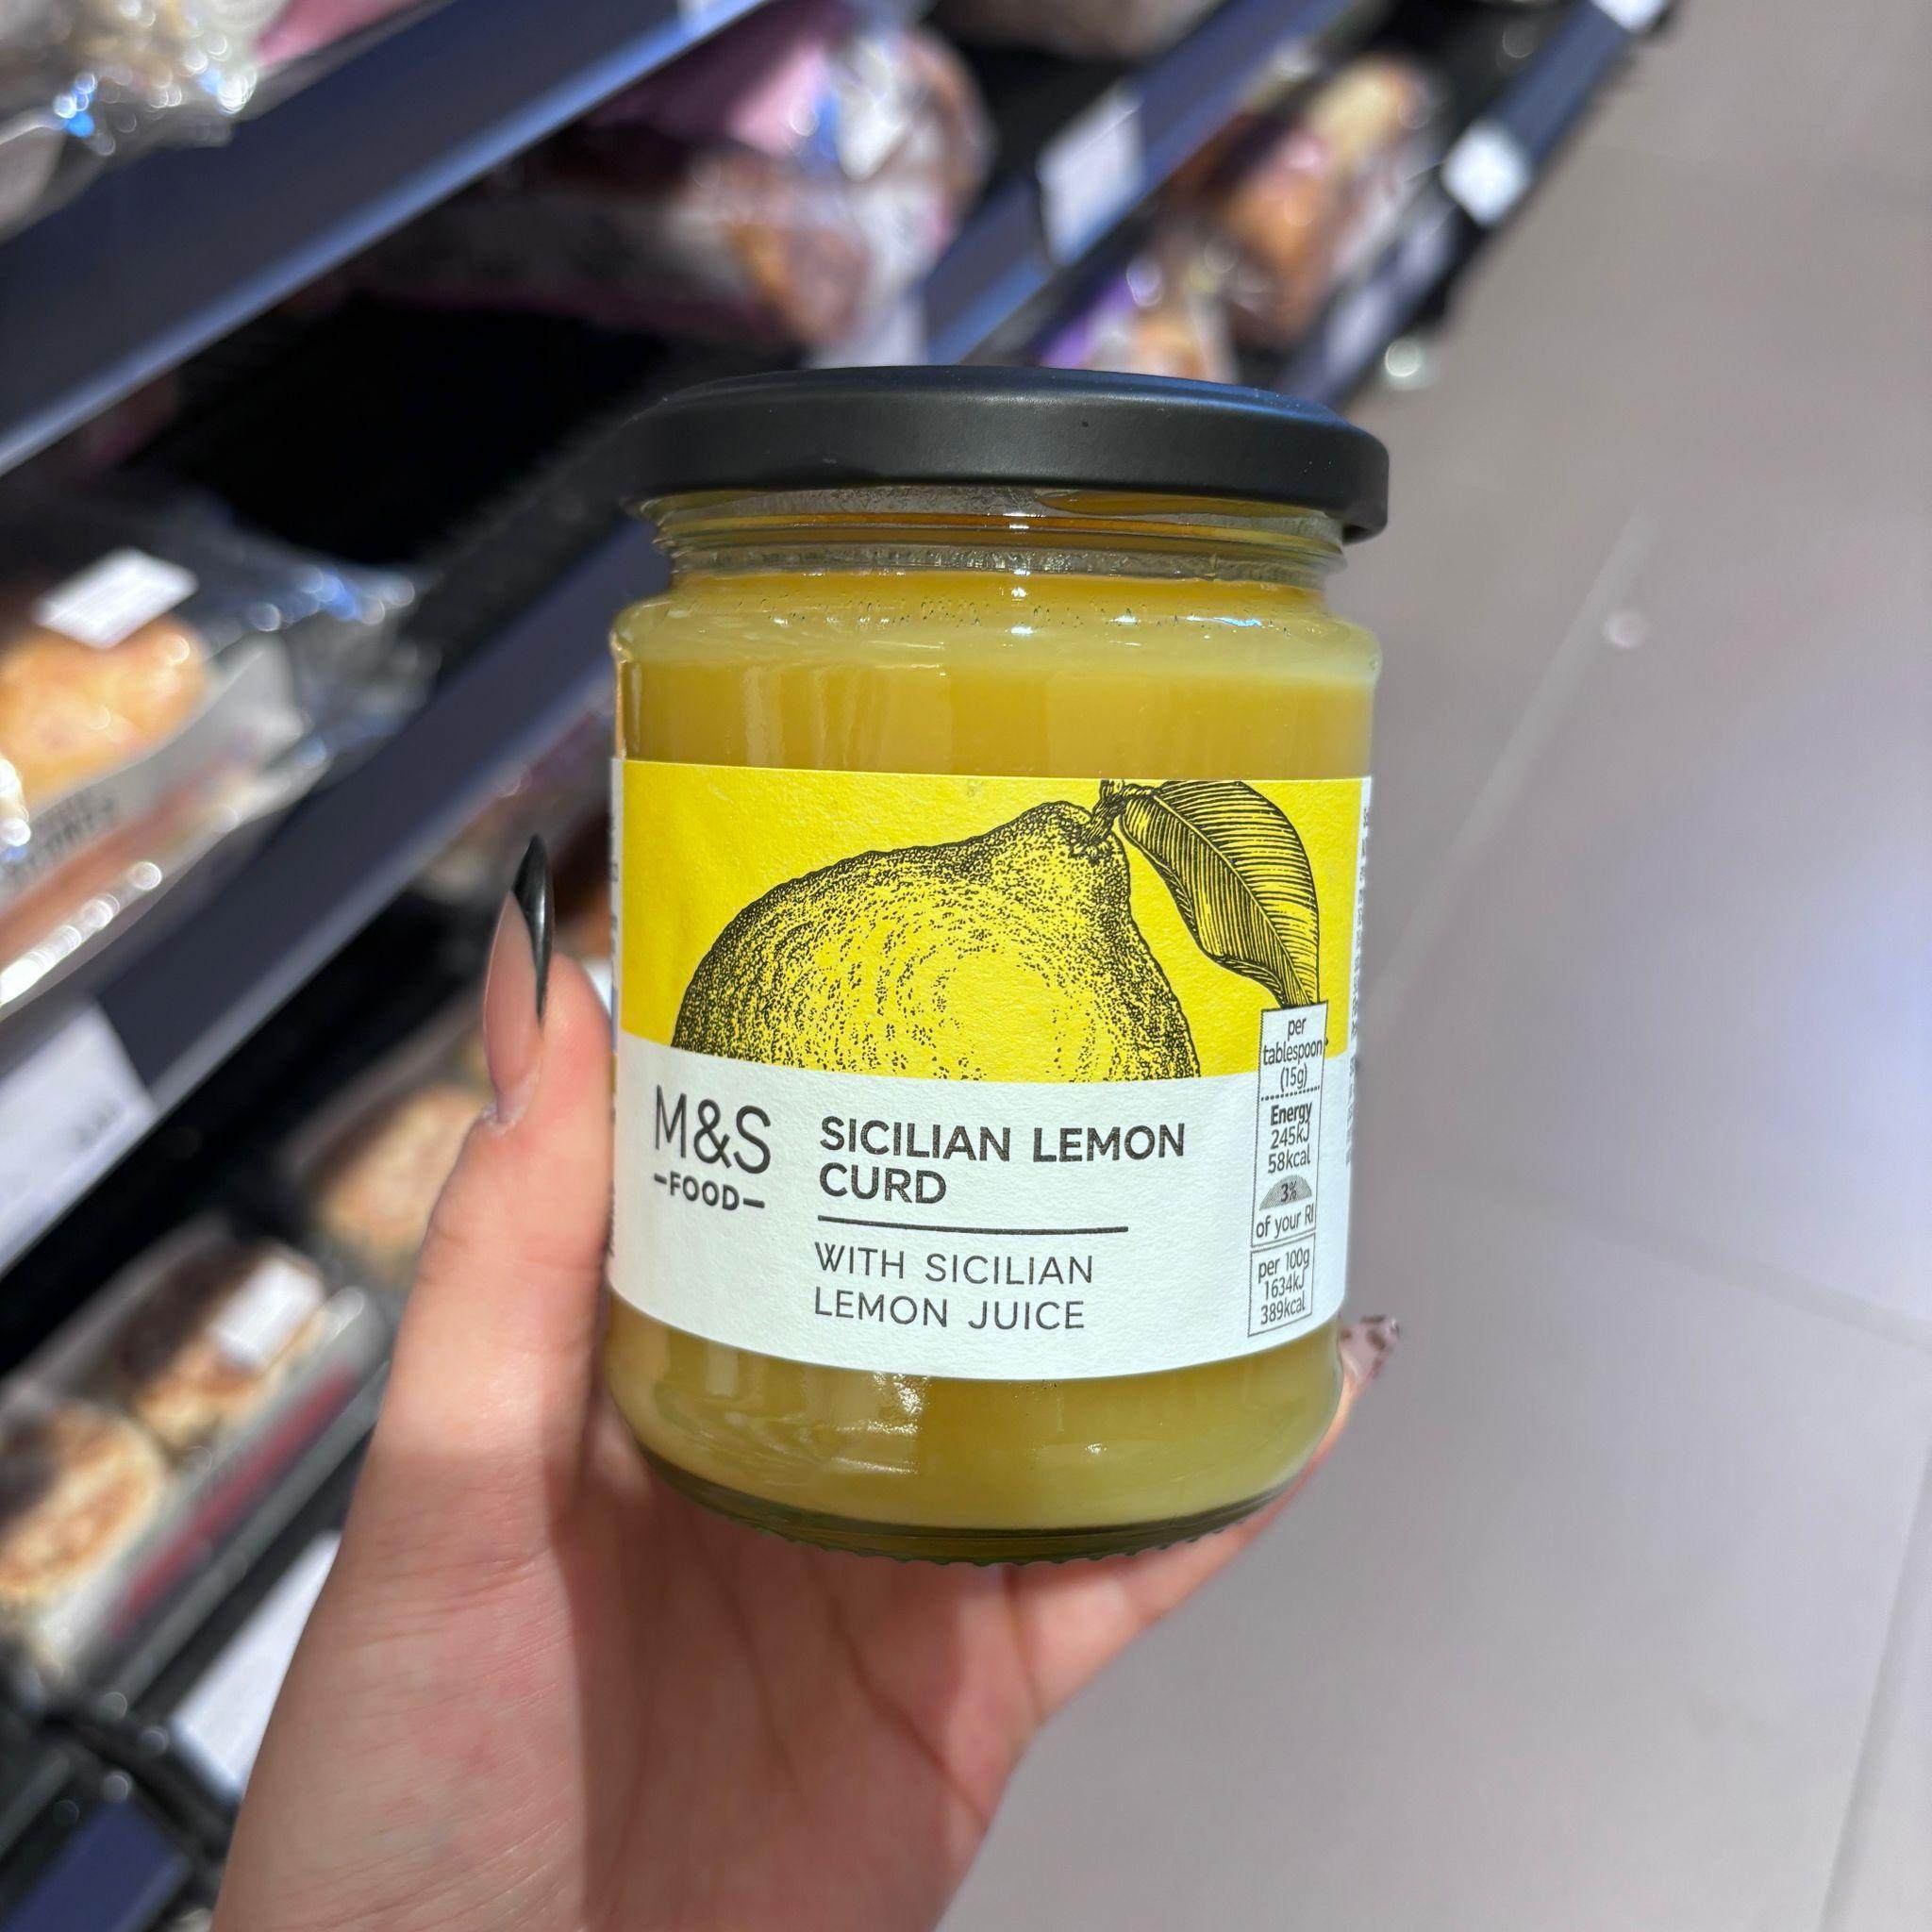 M&S
—FOOD—
SICILIAN LEMON
CURD
WITH SICILIAN
LEMON JUICE
per
tablespoon
(15g)
Energy
245kJ
58kcal
3%
of your RI
per 100g
1634kJ
389kcal